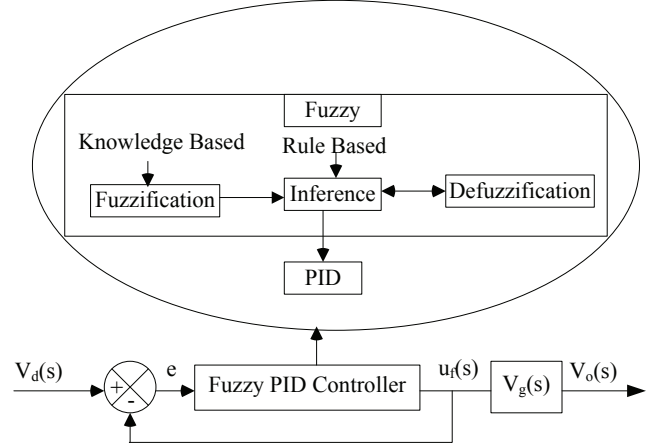 Fuzzy
Knowledge Based
Rule Based
Fuzzification
Inference
Defuzzification
PID
V_d(s)
+
-
e
Fuzzy PID Controller
u_f(s)
V_g(s)
V_o(s)